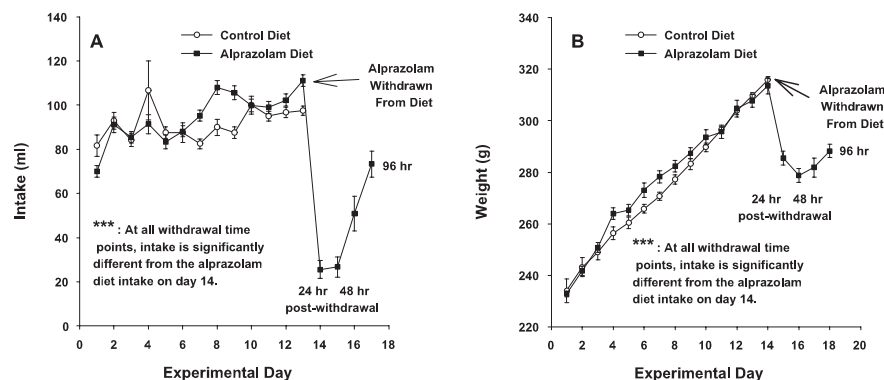 A
Control Diet
Alprazolam Diet
Alprazolam
Withdrawn
From Diet
96 hr
24 hr
48 hr
post-withdrawal
*** : At all withdrawal time
points, intake is significantly
different from the alprazolam
diet intake on day 14.
Intake (ml)
140
120
100
80
60
40
20
0
0 2 4 6 8 10 12 14 16 18
Experimental Day
B
Control Diet
Alprazolam Diet
Alprazolam
Withdrawn
From Diet
96 hr
24 hr
48 hr
post-withdrawal
*** : At all withdrawal time
points, intake is significantly
different from the alprazolam
diet intake on day 14.
Weight (g)
340
320
300
280
260
240
220
0 2 4 6 8 10 12 14 16 18 20
Experimental Day